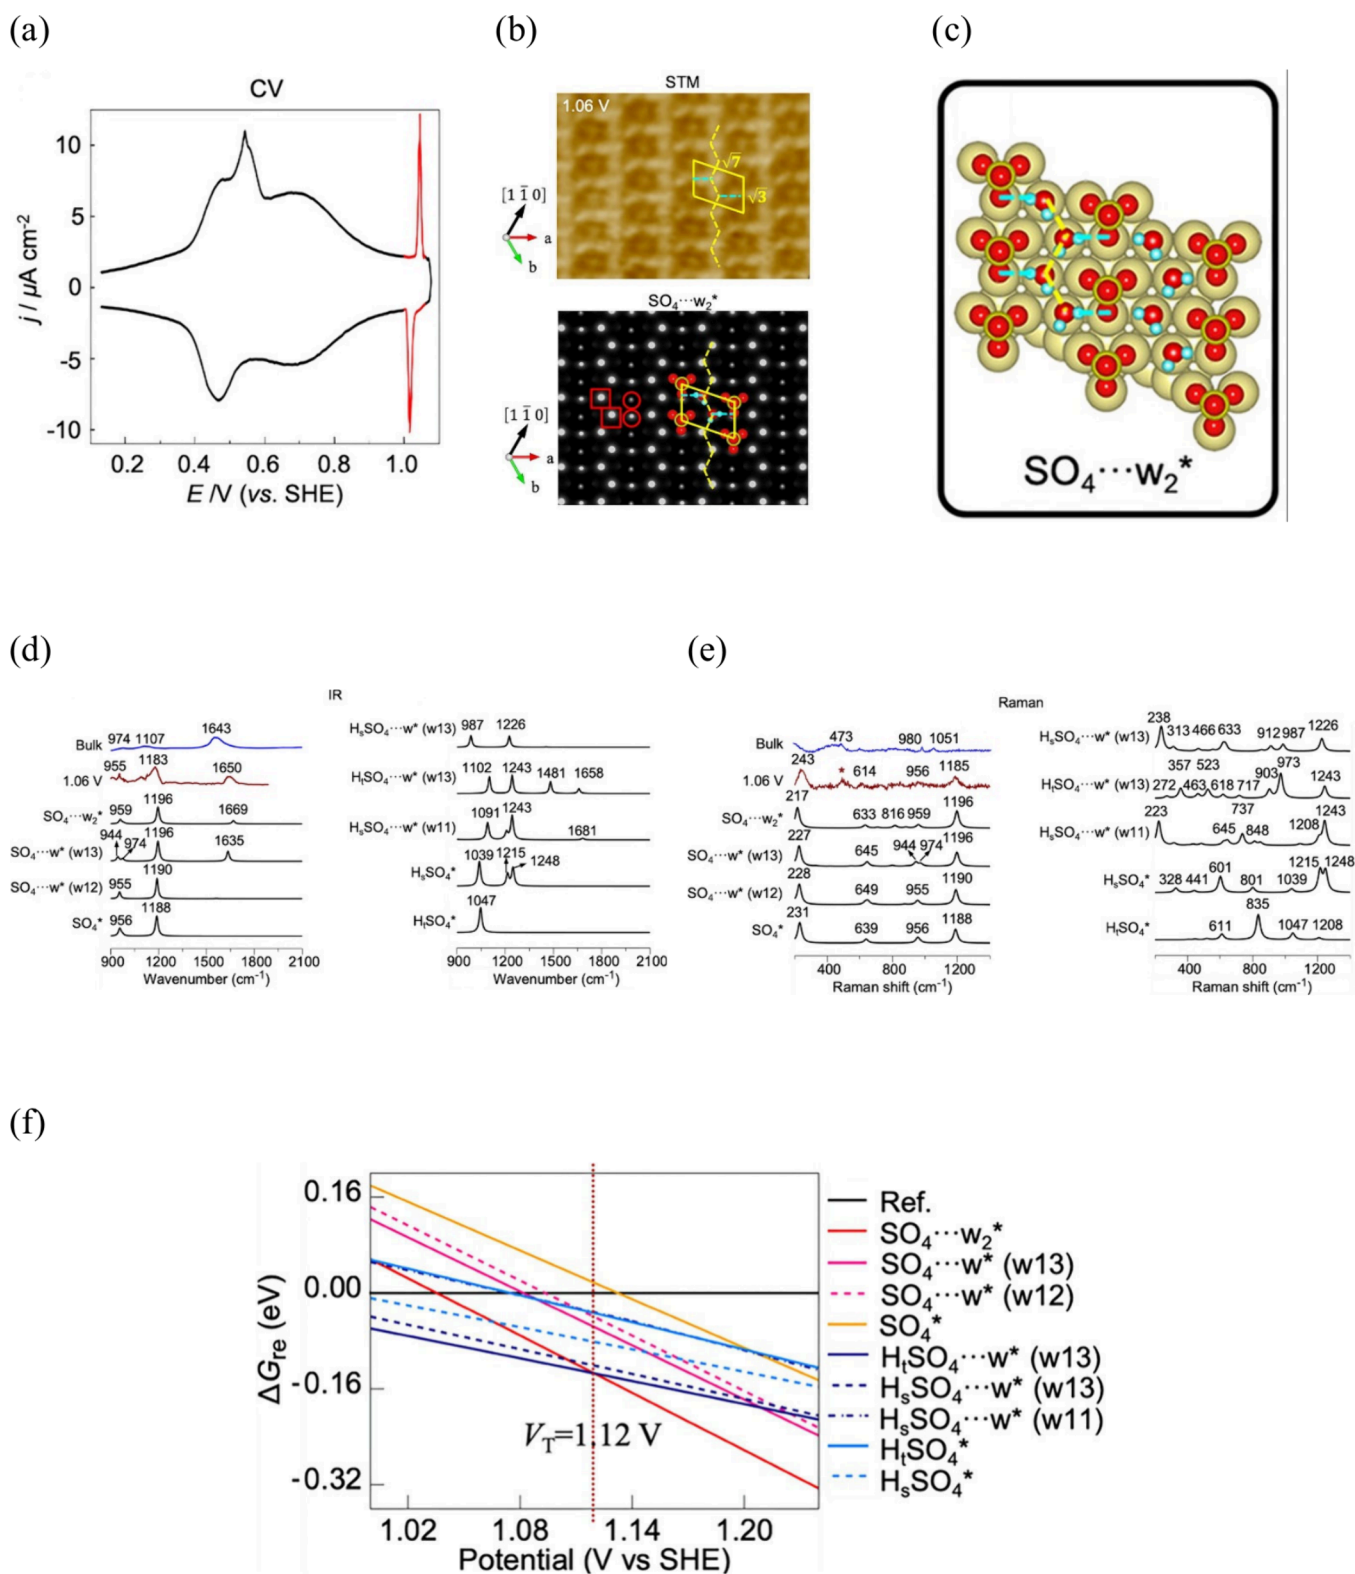 (a)
CV
j / μA cm⁻²
10
5
0
-5
-10
0.2
0.4
0.6
0.8
1.0
E /V (vs. SHE)
(b)
STM
1.06 V
√7
√3
[1 1̄ 0]
a
b
SO₄⋯w₂*
[1 1̄ 0]
a
b
(c)
SO₄⋯w₂*
(d)
IR
Bulk
974 1107 1643
1.06 V
955 1183 1650
SO₄⋯w₂*
959 1196 1669
SO₄⋯w* (w13)
944 974 1196 1635
SO₄⋯w* (w12)
955 1190
SO₄*
956 1188
900 1200 1500 1800 2100
Wavenumber (cm⁻¹)
HₛSO₄⋯w* (w13)
987 1226
HₜSO₄⋯w* (w13)
1102 1243 1481 1658
HₛSO₄⋯w* (w11)
1091 1243 1681
HₛSO₄*
1039 1215 1248
HₜSO₄*
1047
900 1200 1500 1800 2100
Wavenumber (cm⁻¹)
(e)
Raman
Bulk
473 980 1051
1.06 V
243 * 614 956 1185
SO₄⋯w₂*
217 633 816 959 1196
SO₄⋯w* (w13)
227 645 944 974 1196
SO₄⋯w* (w12)
228 649 955 1190
SO₄*
231 639 956 1188
400 800 1200
Raman shift (cm⁻¹)
HₛSO₄⋯w* (w13)
238 313 466 633 912 987 1226
HₜSO₄⋯w* (w13)
272 357 463 523 618 717 903 973 1243
HₛSO₄⋯w* (w11)
223 645 737 848 1208 1243
HₛSO₄*
328 441 601 801 1039 1215 1248
HₜSO₄*
611 835 1047 1208
400 800 1200
Raman shift (cm⁻¹)
(f)
ΔG_re (eV)
0.16
0.00
-0.16
-0.32
V_T=1.12 V
1.02
1.08
1.14
1.20
Potential (V vs SHE)
Ref.
SO₄⋯w₂*
SO₄⋯w* (w13)
SO₄⋯w* (w12)
SO₄*
HₜSO₄⋯w* (w13)
HₛSO₄⋯w* (w13)
HₛSO₄⋯w* (w11)
HₜSO₄*
HₛSO₄*